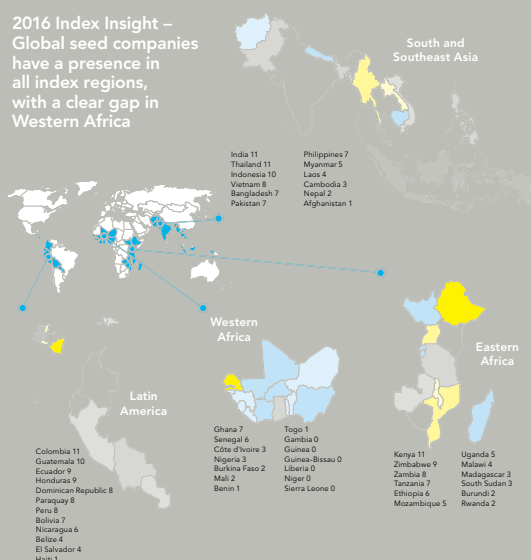 2016 Index Insight –
Global seed companies
have a presence in
all index regions,
with a clear gap in
Western Africa
South and
Southeast Asia
India 11
Thailand 11
Indonesia 10
Vietnam 8
Bangladesh 7
Pakistan 7
Philippines 7
Myanmar 5
Laos 4
Cambodia 3
Nepal 2
Afghanistan 1
Western
Africa
Ghana 7
Senegal 6
Côte d'Ivoire 3
Nigeria 3
Burkina Faso 2
Mali 2
Benin 1
Togo 1
Gambia 0
Guinea 0
Guinea-Bissau 0
Liberia 0
Niger 0
Sierra Leone 0
Eastern
Africa
Kenya 11
Zimbabwe 9
Zambia 8
Tanzania 7
Ethiopia 6
Mozambique 5
Uganda 5
Malawi 4
Madagascar 3
South Sudan 3
Burundi 2
Rwanda 2
Latin
America
Colombia 11
Guatemala 10
Ecuador 9
Honduras 9
Dominican Republic 8
Paraquay 8
Peru 8
Bolivia 7
Nicaragua 6
Belize 4
El Salvador 4
Haiti 1